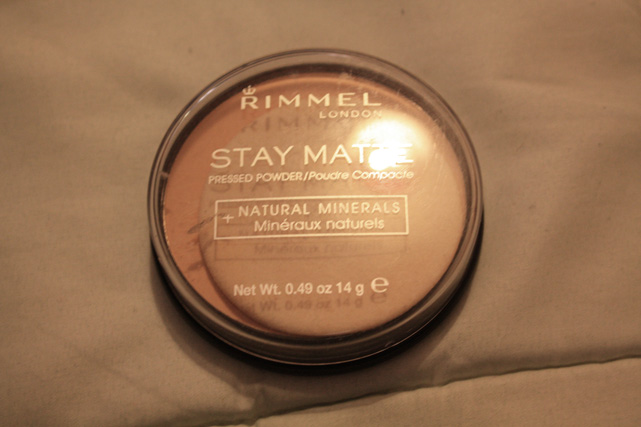 RIMMEL
LONDON
STAY MATTE
PRESSED POWDER/Poudre Compacte
+ NATURAL MINERALS
Minéraux naturels
Net Wt. 0.49 oz 14 g e